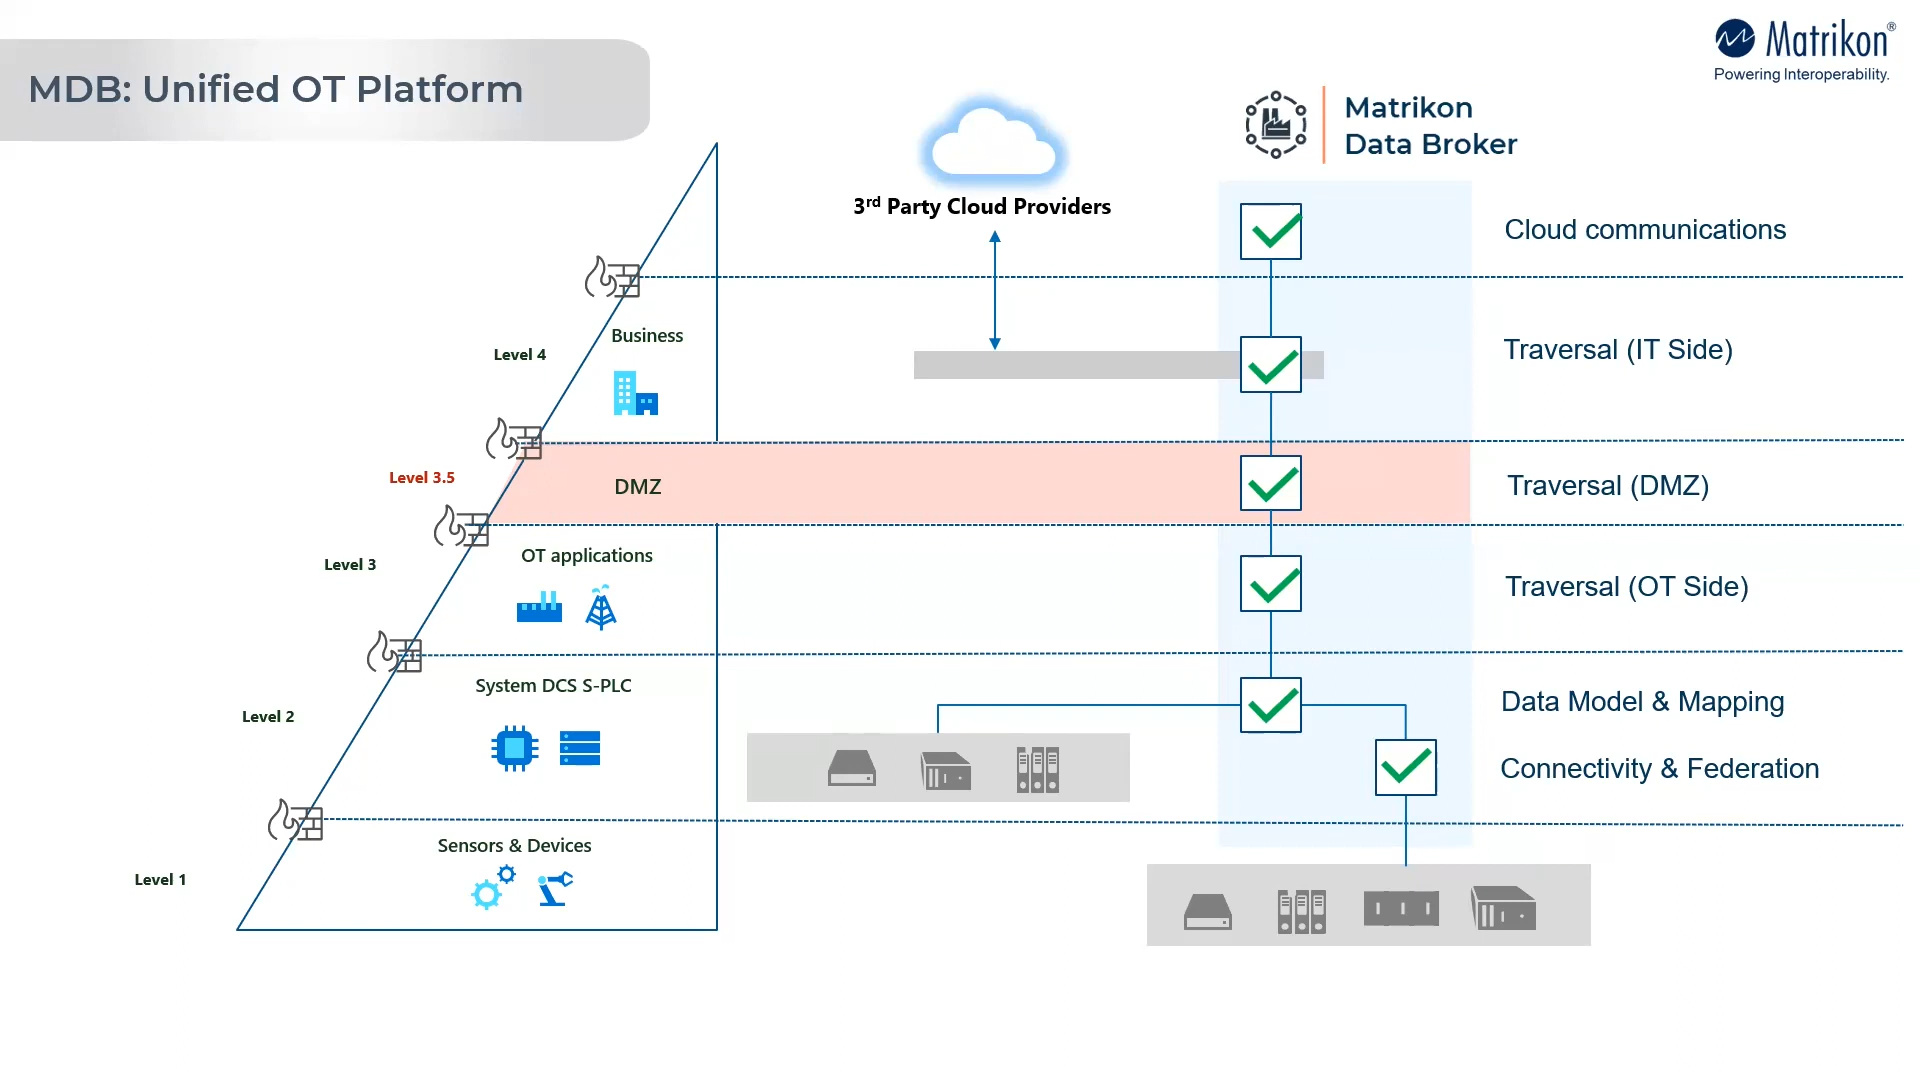 MDB: Unified OT Platform
Matrikon®
Powering Interoperability.
Matrikon
Data Broker
3rd Party Cloud Providers
Cloud communications
Business
Level 4
Traversal (IT Side)
Level 3.5
DMZ
Traversal (DMZ)
OT applications
Level 3
Traversal (OT Side)
System DCS S-PLC
Level 2
Data Model & Mapping
Connectivity & Federation
Sensors & Devices
Level 1